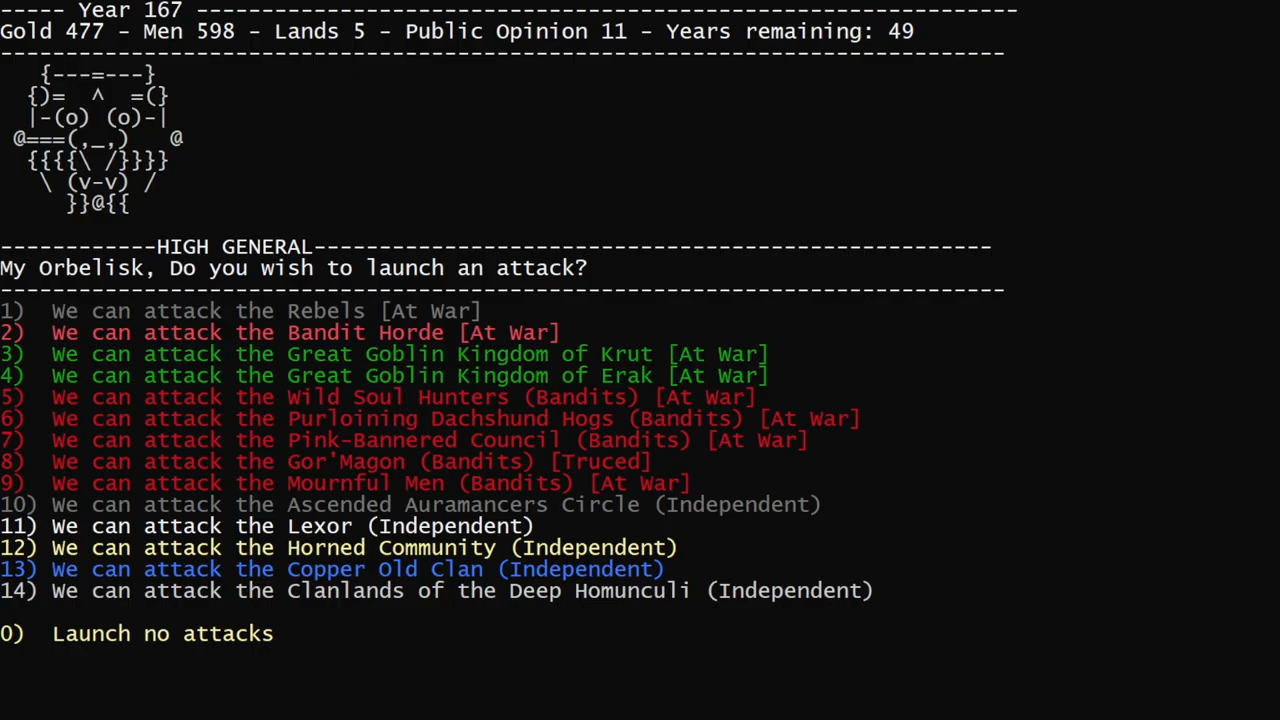 ----- Year 167 ---------------------------------------------------------------
Gold 477 - Men 598 - Lands 5 - Public Opinion 11 - Years remaining: 49
-----------------------------------------------------------------------------
   {---=---}
  {)=  ^  =(}
  |-(o) (o)-|
 @===(,_,)   @
  {{{{\ /}}}}
   \ (v-v) /
     }}@{{
------------HIGH GENERAL----------------------------------------------------
My Orbelisk, Do you wish to launch an attack?
-----------------------------------------------------------------------------
1)  We can attack the Rebels [At War]
2)  We can attack the Bandit Horde [At War]
3)  We can attack the Great Goblin Kingdom of Krut [At War]
4)  We can attack the Great Goblin Kingdom of Erak [At War]
5)  We can attack the Wild Soul Hunters (Bandits) [At War]
6)  We can attack the Purloining Dachshund Hogs (Bandits) [At War]
7)  We can attack the Pink-Bannered Council (Bandits) [At War]
8)  We can attack the Gor'Magon (Bandits) [Truced]
9)  We can attack the Mournful Men (Bandits) [At War]
10) We can attack the Ascended Auramancers Circle (Independent)
11) We can attack the Lexor (Independent)
12) We can attack the Horned Community (Independent)
13) We can attack the Copper Old Clan (Independent)
14) We can attack the Clanlands of the Deep Homunculi (Independent)
0)  Launch no attacks